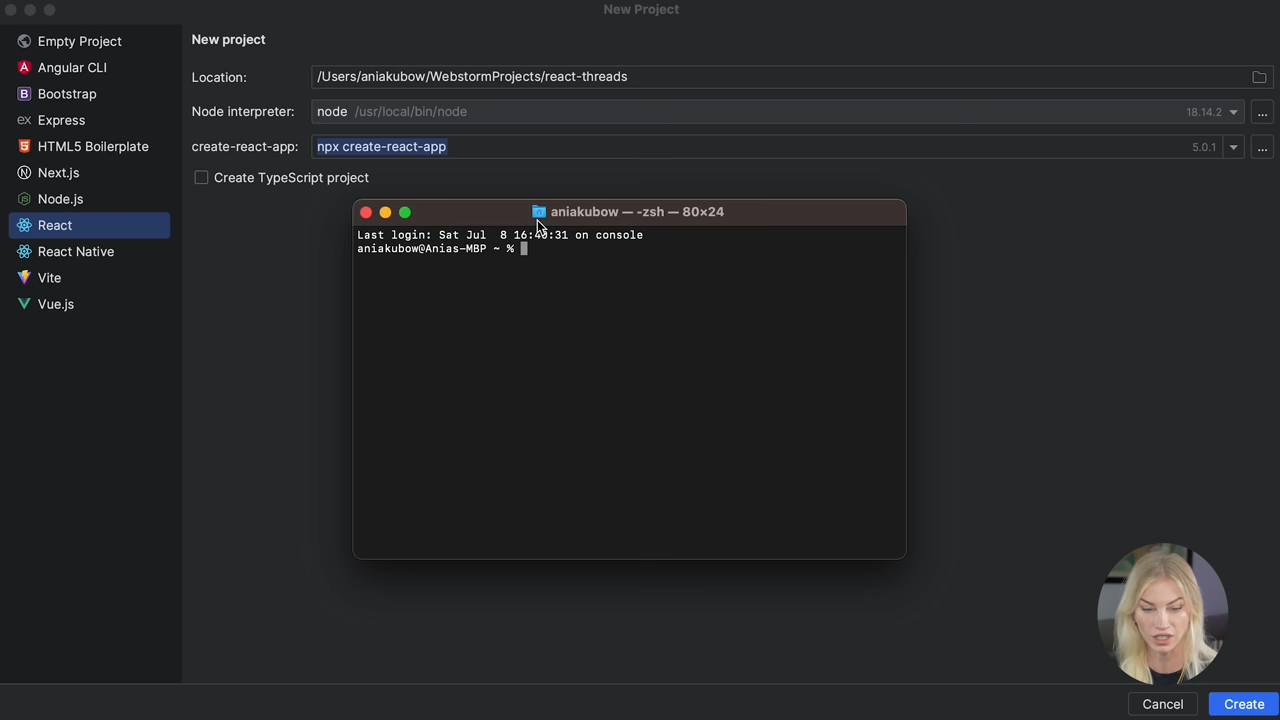 New Project
Empty Project
Angular CLI
Bootstrap
Express
HTML5 Boilerplate
Next.js
Node.js
React
React Native
Vite
Vue.js
New project
Location: /Users/aniakubow/WebstormProjects/react-threads
Node interpreter: node /usr/local/bin/node 18.14.2 ...
create-react-app: npx create-react-app 5.0.1 ...
Create TypeScript project
aniakubow — -zsh — 80×24
Last login: Sat Jul 8 on console
aniakubow@Anias-MBP ~ %
Cancel Create